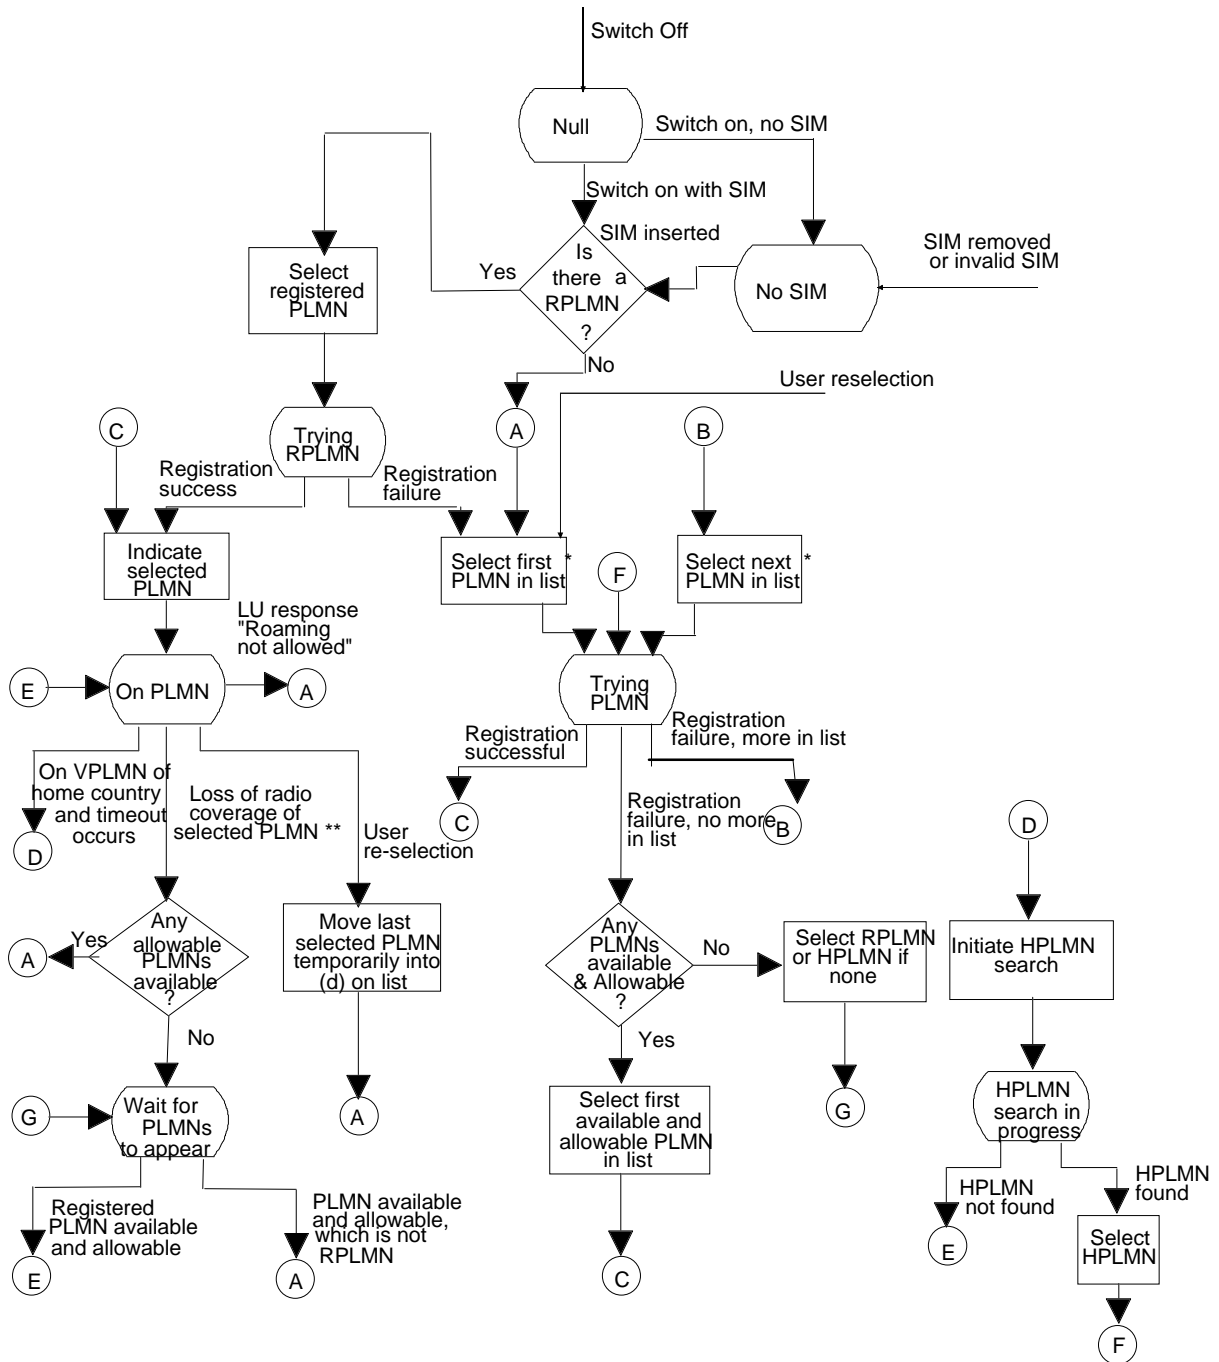 Switch Off
Null
Switch on, no SIM
Switch on with SIM
SIM inserted
SIM removed
or invalid SIM
Is
there a
RPLMN
?
Yes
No
No SIM
Select
registered
PLMN
User reselection
C
Trying
RPLMN
A
B
Registration
success
Registration
failure
Indicate
selected
PLMN
Select first *
PLMN in list
F
Select next *
PLMN in list
LU response
"Roaming
not allowed"
E
On PLMN
A
Trying
PLMN
Registration
successful
Registration
failure, more in list
On VPLMN of
home country
and timeout
occurs
Loss of radio
coverage of
selected PLMN **
User
re-selection
D
C
Registration
failure, no more
in list
B
D
Any
allowable
PLMNs
available
?
Yes
A
No
Move last
selected PLMN
temporarily into
(d) on list
Any
PLMNs
available
& Allowable
?
No
Yes
Select RPLMN
or HPLMN if
none
Initiate HPLMN
search
G
Wait for
PLMNs
to appear
A
Select first
available and
allowable PLMN
in list
G
HPLMN
search in
progress
Registered
PLMN available
and allowable
PLMN available
and allowable,
which is not
RPLMN
HPLMN
not found
HPLMN
found
E
A
C
E
Select
HPLMN
F